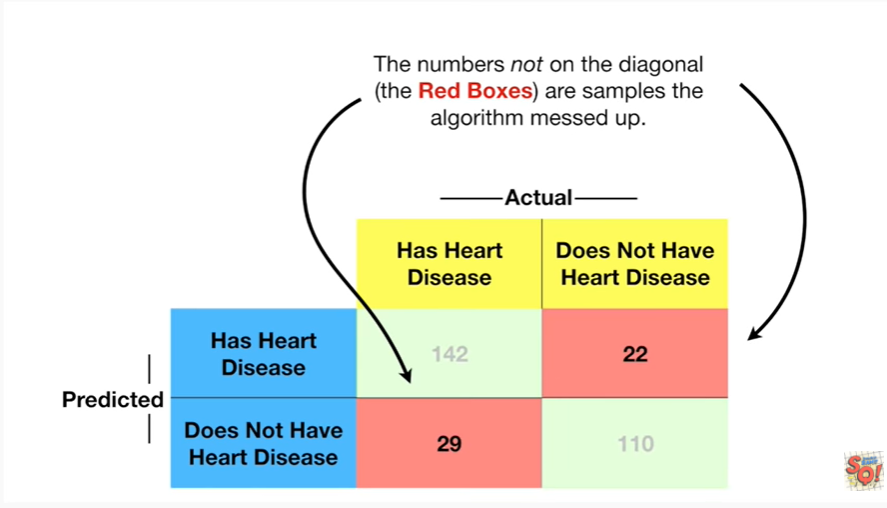 The numbers not on the diagonal
(the Red Boxes) are samples the
algorithm messed up.
Actual
Has Heart
Disease
Does Not Have
Heart Disease
Has Heart
Disease
142
22
Predicted
Does Not Have
Heart Disease
29
110
SQ!